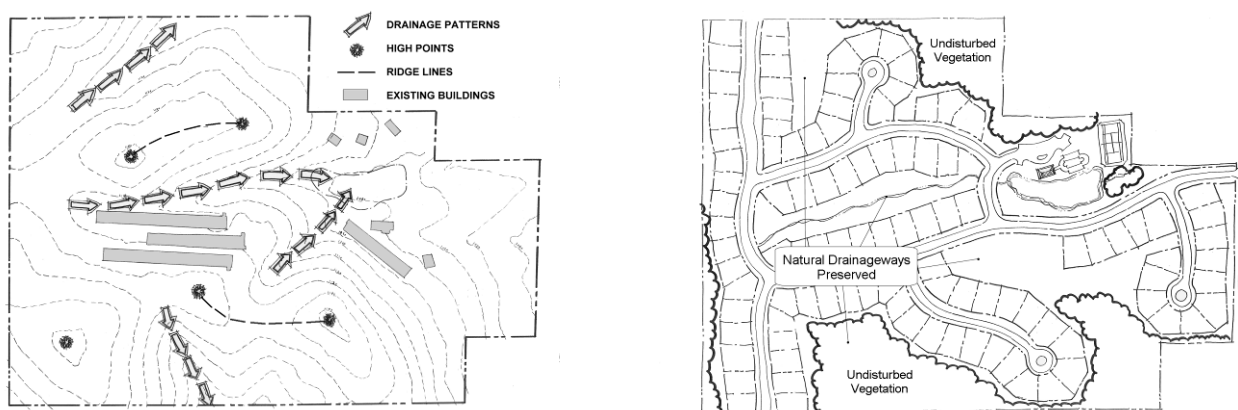 DRAINAGE PATTERNS
HIGH POINTS
RIDGE LINES
EXISTING BUILDINGS
Undisturbed
Vegetation
Natural Drainageways
Preserved
Undisturbed
Vegetation